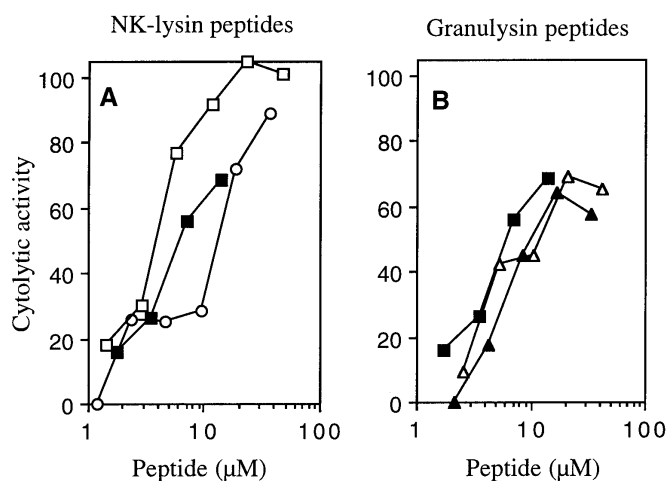 NK-lysin peptides
Granulysin peptides
A
B
Cytolytic activity
100
80
60
40
20
0
100
80
60
40
20
0
1
10
100
1
10
100
Peptide (µM)
Peptide (µM)